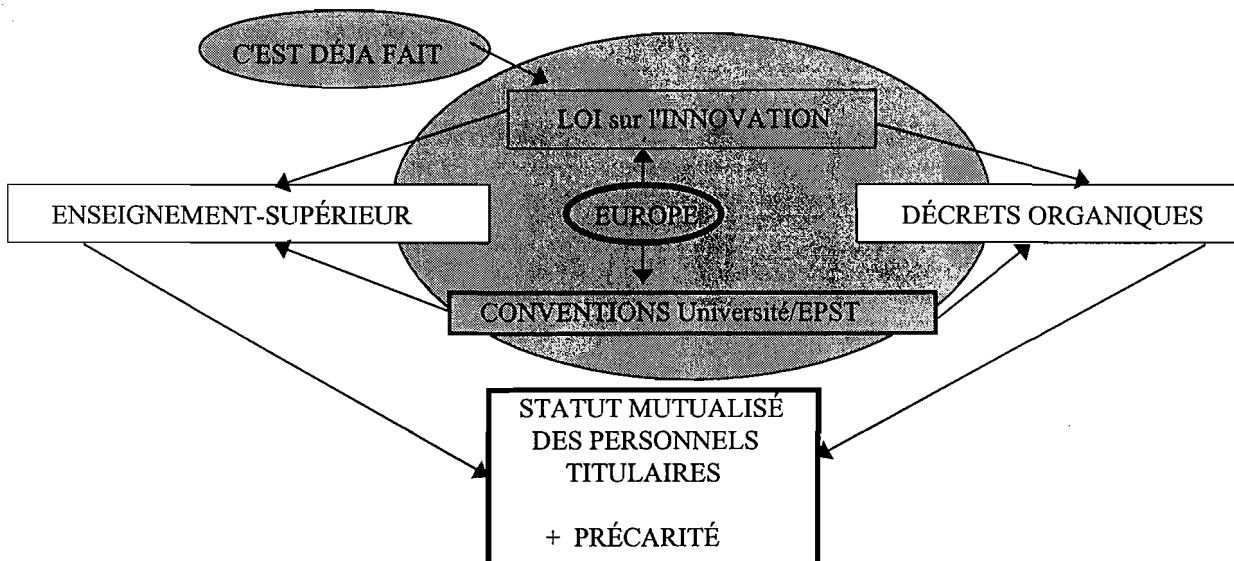 C'EST DÉJA FAIT
LOI sur l'INNOVATION
ENSEIGNEMENT-SUPÉRIEUR
EUROPE
DÉCRETS ORGANIQUES
CONVENTIONS Université/EPST
STATUT MUTUALISÉ
DES PERSONNELS
TITULAIRES
+ PRÉCARITÉ